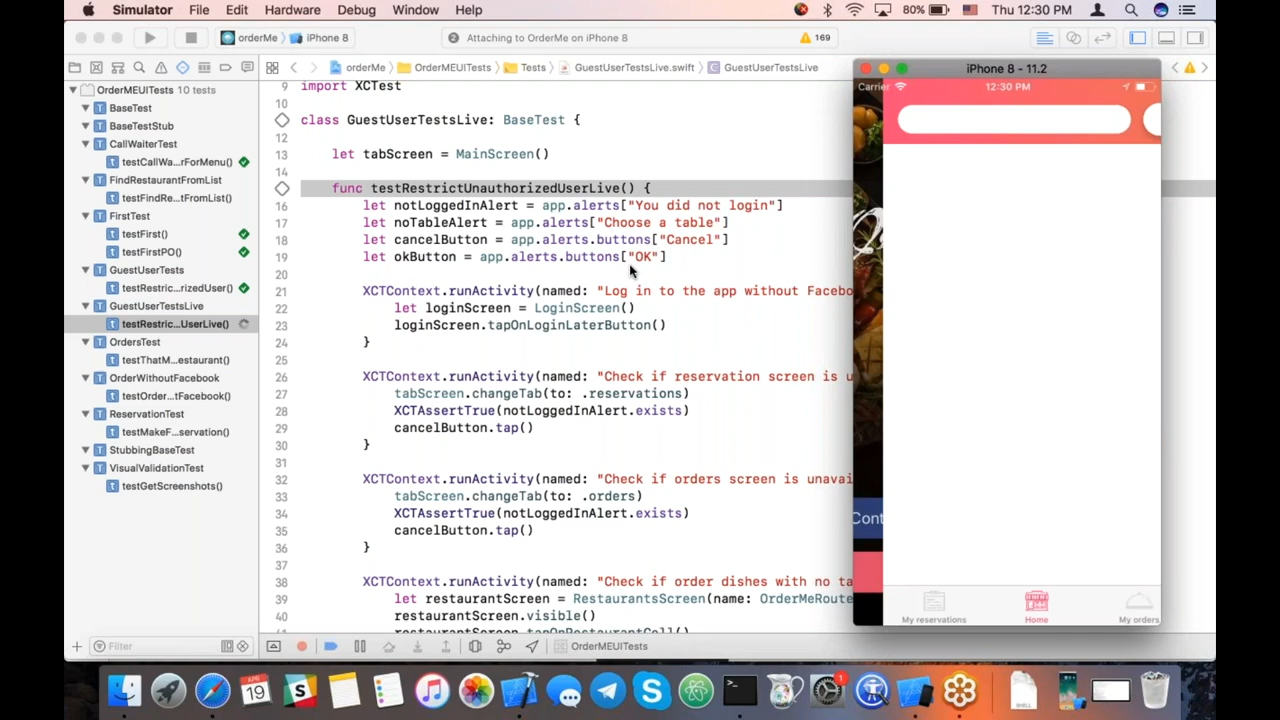 Simulator File Edit Hardware Debug Window Help 80% Thu 12:30 PM
orderMe iPhone 8 Attaching to OrderMe on iPhone 8 169
orderMe OrderMEUITests Tests GuestUserTestsLive.swift GuestUserTestsLive
OrderMEUITests 10 tests
BaseTest
BaseTestStub
CallWaiterTest
testCallWa...rForMenu()
FindRestaurantFromList
testFindRe...tFromList()
FirstTest
testFirst()
testFirstPO()
GuestUserTests
testRestric...rizedUser()
GuestUserTestsLive
testRestric...UserLive()
OrdersTest
testThatM...estaurant()
OrderWithoutFacebook
testOrder...tFacebook()
ReservationTest
testMakeF...servation()
StubbingBaseTest
VisualValidationTest
testGetScreenshots()
Filter
9 import XCTest
10
class GuestUserTestsLive: BaseTest {
12
13 let tabScreen = MainScreen()
14
func testRestrictUnauthorizedUserLive() {
16 let notLoggedInAlert = app.alerts["You did not login"]
17 let noTableAlert = app.alerts["Choose a table"]
18 let cancelButton = app.alerts.buttons["Cancel"]
19 let okButton = app.alerts.buttons["OK"]
20
21 XCTContext.runActivity(named: "Log in to the app without Facebo
22 let loginScreen = LoginScreen()
23 loginScreen.tapOnLoginLaterButton()
24 }
25
26 XCTContext.runActivity(named: "Check if reservation screen is u
27 tabScreen.changeTab(to: .reservations)
28 XCTAssertTrue(notLoggedInAlert.exists)
29 cancelButton.tap()
30 }
31
32 XCTContext.runActivity(named: "Check if orders screen is unavai
33 tabScreen.changeTab(to: .orders)
34 XCTAssertTrue(notLoggedInAlert.exists)
35 cancelButton.tap()
36 }
37
38 XCTContext.runActivity(named: "Check if order dishes with no ta
39 let restaurantScreen = RestaurantsScreen(name: OrderMeRoute
40 restaurantScreen.visible()
restaurantScreen.tapOnRestaurantCell()
OrderMEUITests
iPhone 8 - 11.2
Carrier 12:30 PM
Cont
My reservations Home My orders
APR
19
1
SHELL